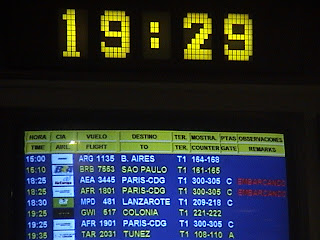 19:29
HORA CIA VUELO DESTINO TER. MOSTRA. PTAS OBSERVACIONES
TIME AIRL. FLIGHT TO TER. COUNTER GATE REMARKS
15:00 ARG 1135 B. AIRES T1 164-168
15:10 BRB 7653 SAO PAULO T1 151-155
18:25 AEA 3445 PARIS-CDG T1 300-305 C EMBARCANDO
18:25 AFR 1801 PARIS-CDG T1 300-305 C EMBARCANDO
18:30 MPD 481 LANZAROTE T1 209-218 C
19:25 GWI 517 COLONIA T1 221-222
19:25 AFR 1901 PARIS-CDG T1 300-305 C
19:35 TAR 2031 TUNEZ T1 108-110 A